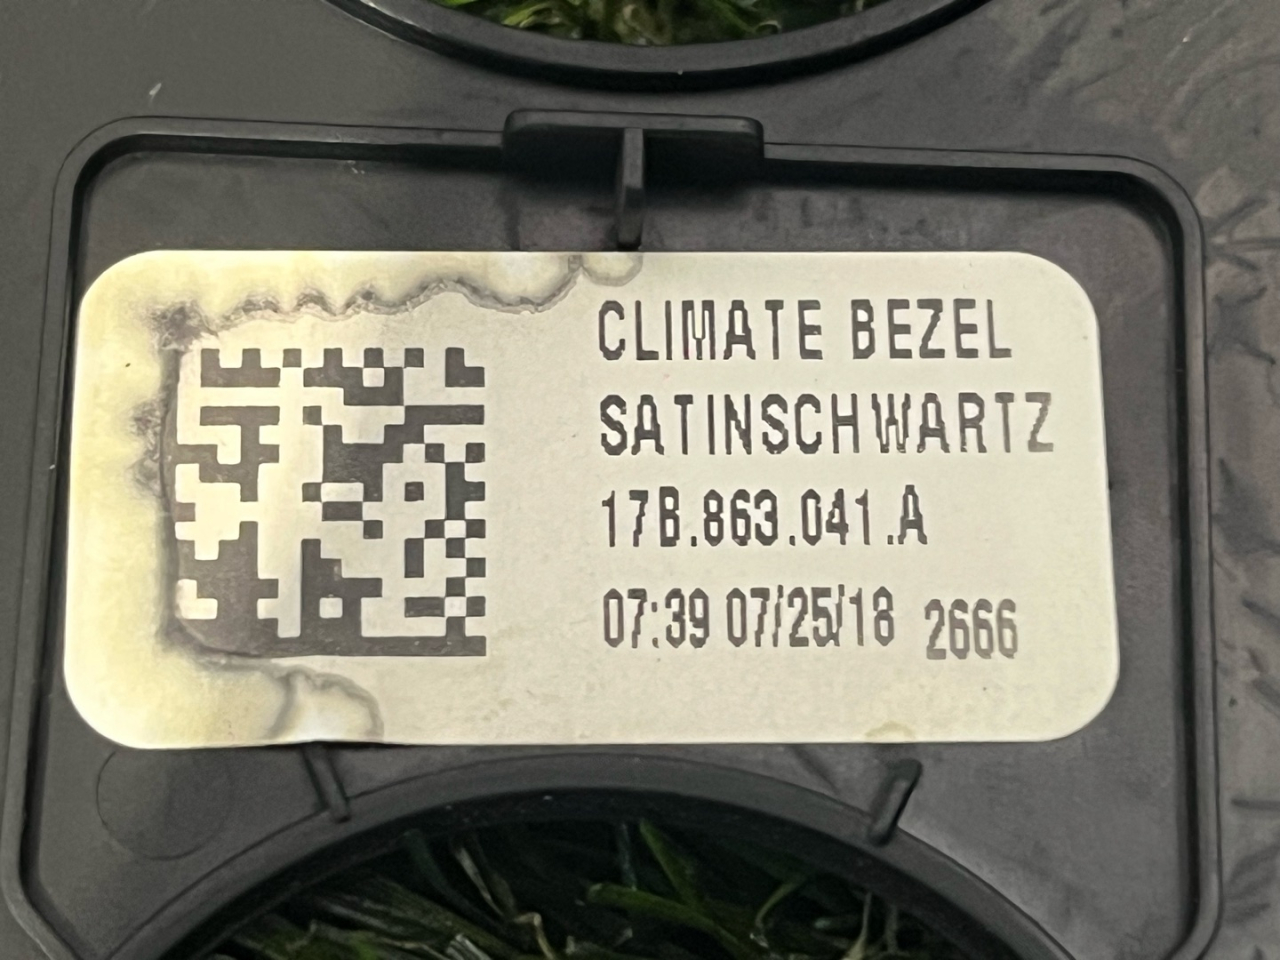 CLIMATE BEZEL
SATINSCHWARTZ
17B.863.041.A
07:39 07/25/18 2666